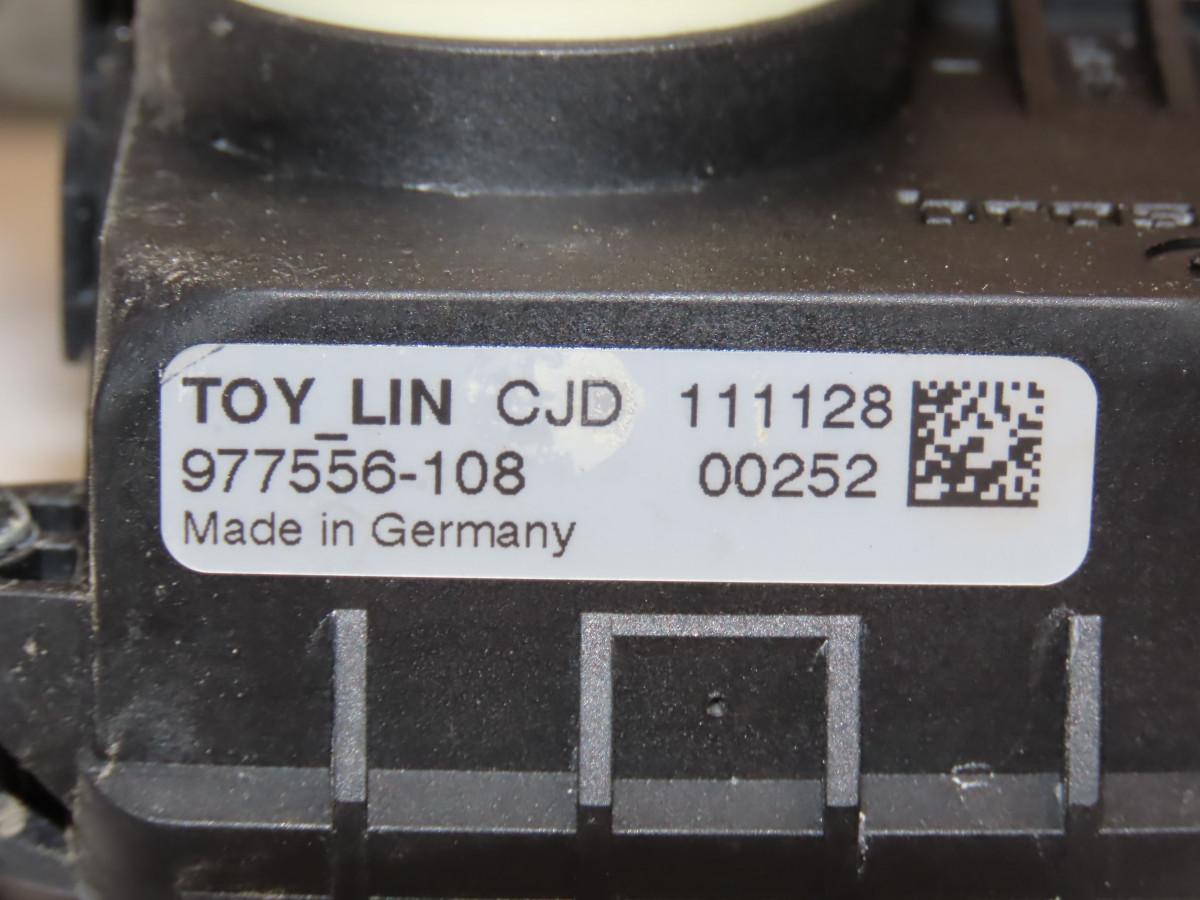 TOY_LIN CJD 111128
977556-108 00252
Made in Germany